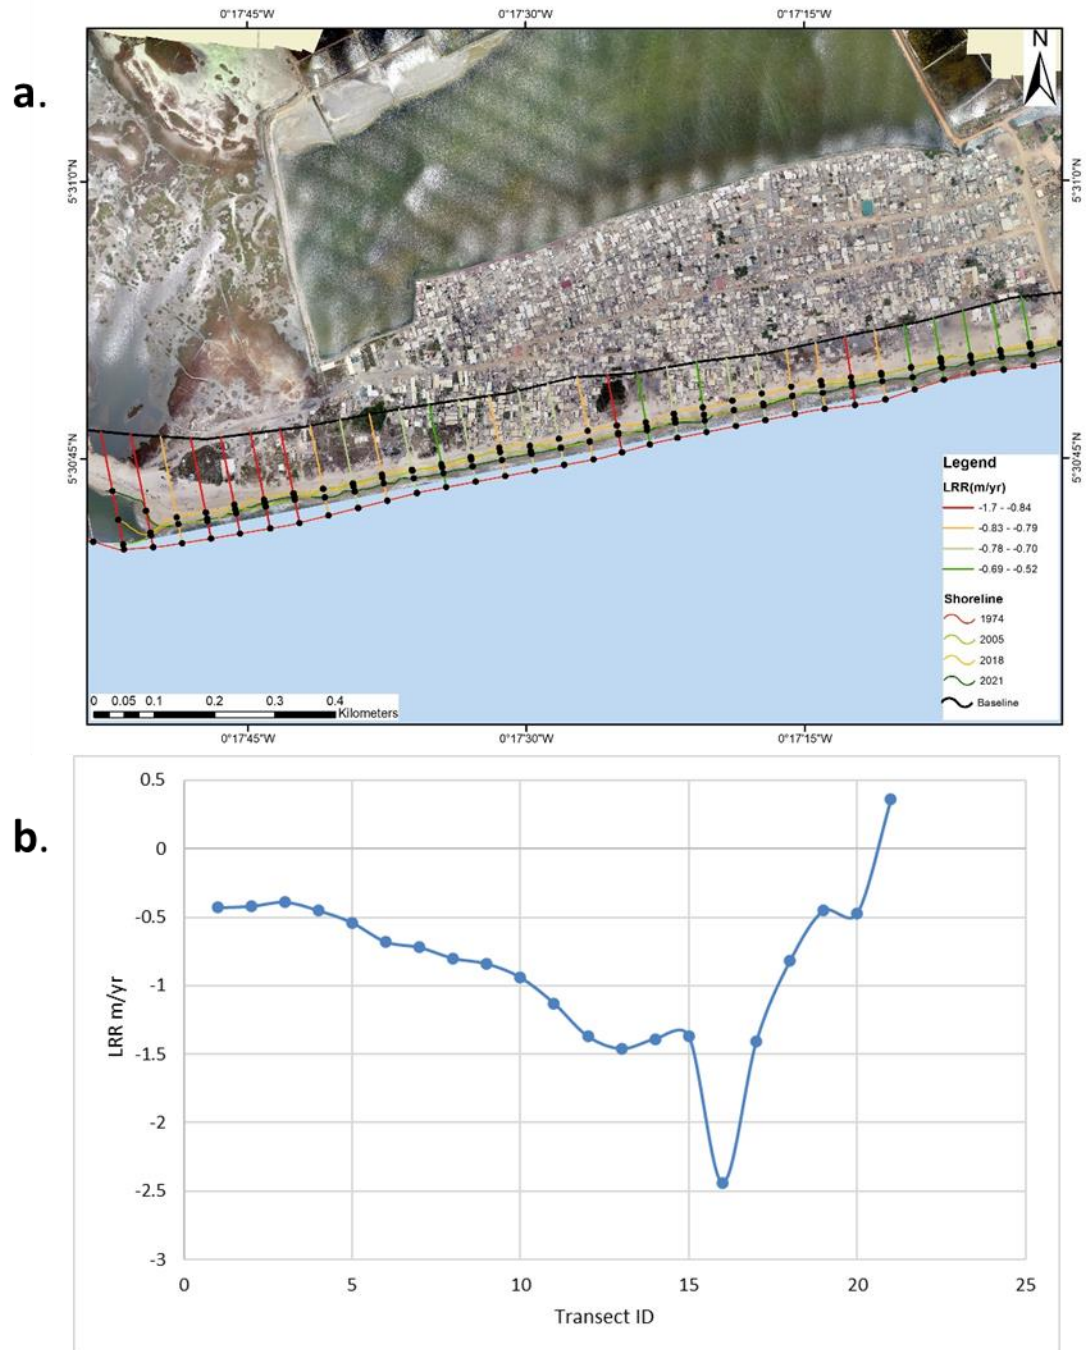 a.
0°17'45"W 0°17'30"W 0°17'15"W
N
5°31'0"N 5°31'0"N
5°30'45"N 5°30'45"N
Legend
LRR(m/yr)
-1.7 - -0.84
-0.83 - -0.79
-0.78 - -0.70
-0.69 - -0.52
Shoreline
1974
2005
2018
2021
Baseline
0 0.05 0.1 0.2 0.3 0.4
Kilometers
0°17'45"W 0°17'30"W 0°17'15"W
b.
0.5
0
-0.5
-1
-1.5
-2
-2.5
-3
LRR m/yr
0 5 10 15 20 25
Transect ID